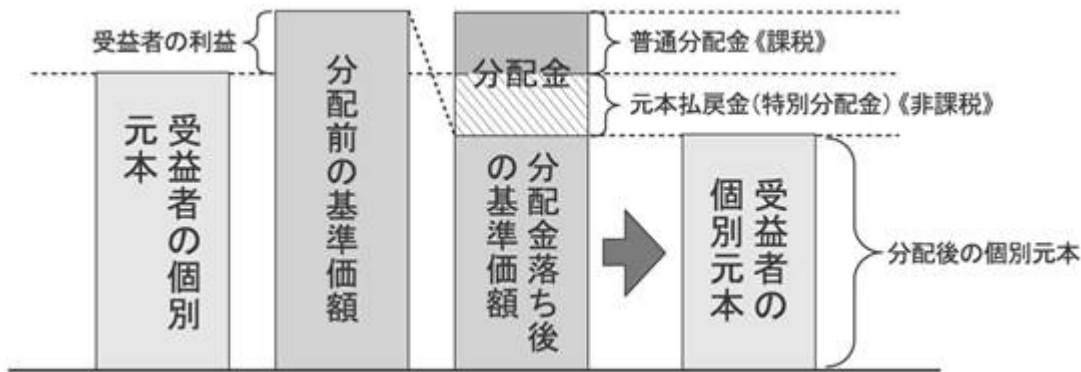 受益者の利益
受益者の個別
元本
分配前の基準価額
分配金
分配金落ち後
の基準価額
普通分配金《課税》
元本払戻金(特別分配金)《非課税》
受益者の
個別元本
分配後の個別元本